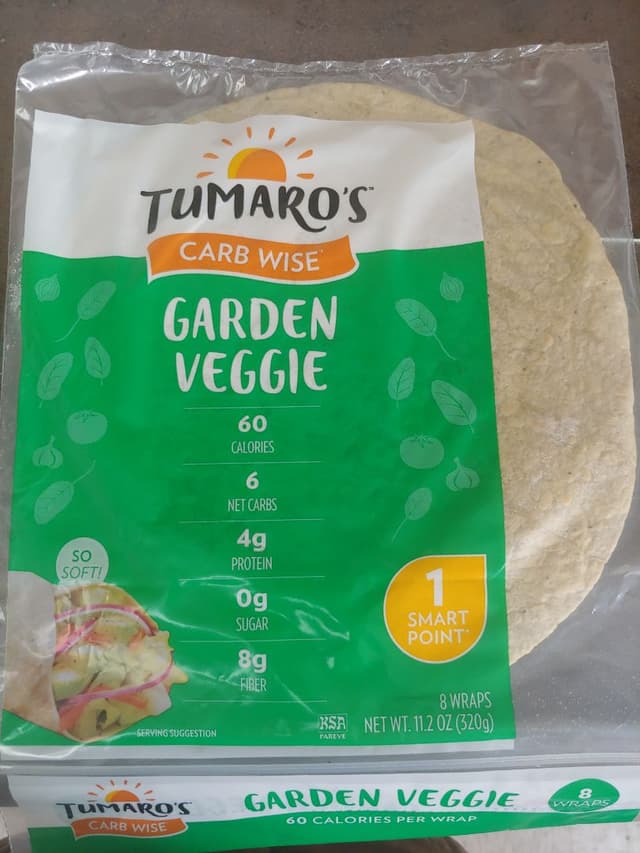 TUMARO'S™
CARB WISE
GARDEN
VEGGIE
60
CALORIES
6
NET CARBS
4g
PROTEIN
0g
SUGAR
8g
FIBER
SO
SOFT!
1
SMART
POINT
SERVING SUGGESTION
KSA
PAREVE
8 WRAPS
NET WT. 11.2 OZ (320g)
TUMARO'S
CARB WISE
GARDEN VEGGIE
60 CALORIES PER WRAP
8
WRAPS